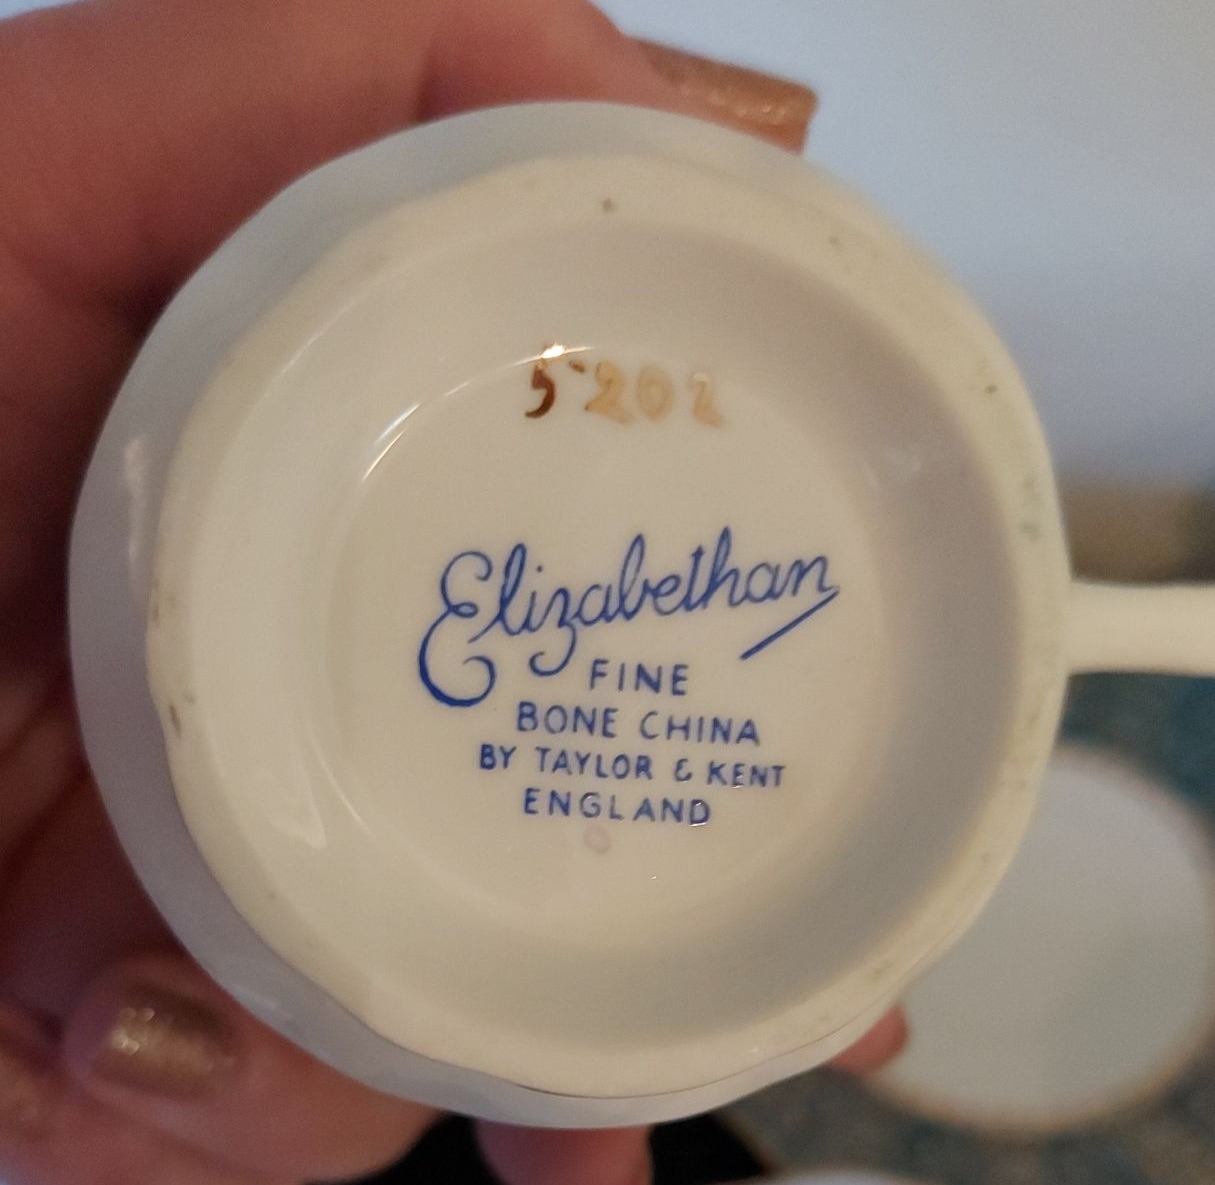 5202
Elizabethan
FINE
BONE CHINA
BY TAYLOR & KENT
ENGLAND